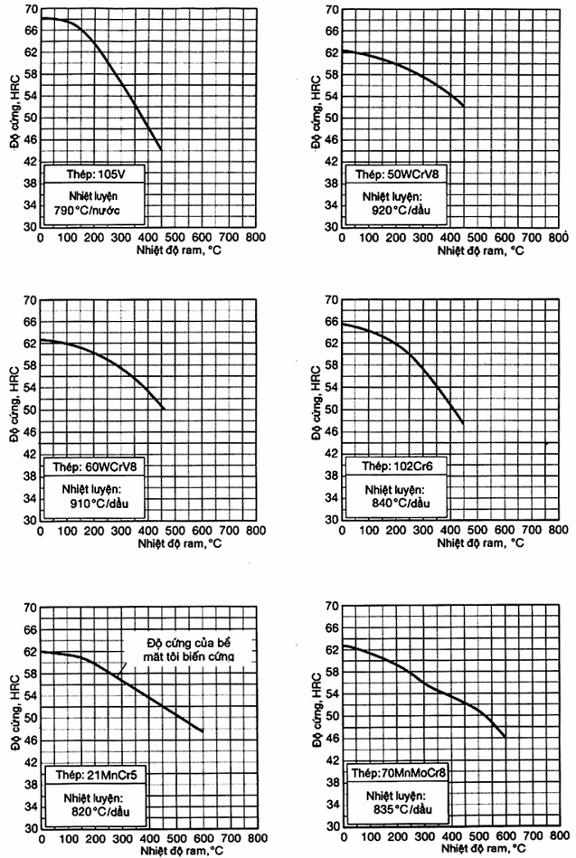 Độ cứng, HRC
70
66
62
58
54
50
46
42
38
34
30
Thép: 105V
Nhiệt luyện
790°C/nước
0 100 200 300 400 500 600 700 800
Nhiệt độ ram, °C
Độ cứng, HRC
70
66
62
58
54
50
46
42
38
34
30
Thép: 50WCrV8
Nhiệt luyện:
920°C/dầu
0 100 200 300 400 500 600 700 800
Nhiệt độ ram, °C
Độ cứng, HRC
70
66
62
58
54
50
46
42
38
34
30
Thép: 60WCrV8
Nhiệt luyện:
910°C/dầu
0 100 200 300 400 500 600 700 800
Nhiệt độ ram, °C
Độ cứng, HRC
70
66
62
58
54
50
46
42
38
34
30
Thép: 102Cr6
Nhiệt luyện:
840°C/dầu
0 100 200 300 400 500 600 700 800
Nhiệt độ ram, °C
Độ cứng, HRC
70
66
62
58
54
50
46
42
38
34
30
Độ cứng của bề
mặt tôi biến cứng
Thép: 21MnCr5
Nhiệt luyện:
820°C/dầu
0 100 200 300 400 500 600 700 800
Nhiệt độ ram, °C
Độ cứng, HRC
70
66
62
58
54
50
46
42
38
34
30
Thép:70MnMoCr8
Nhiệt luyện:
835°C/dầu
0 100 200 300 400 500 600 700 800
Nhiệt độ ram, °C